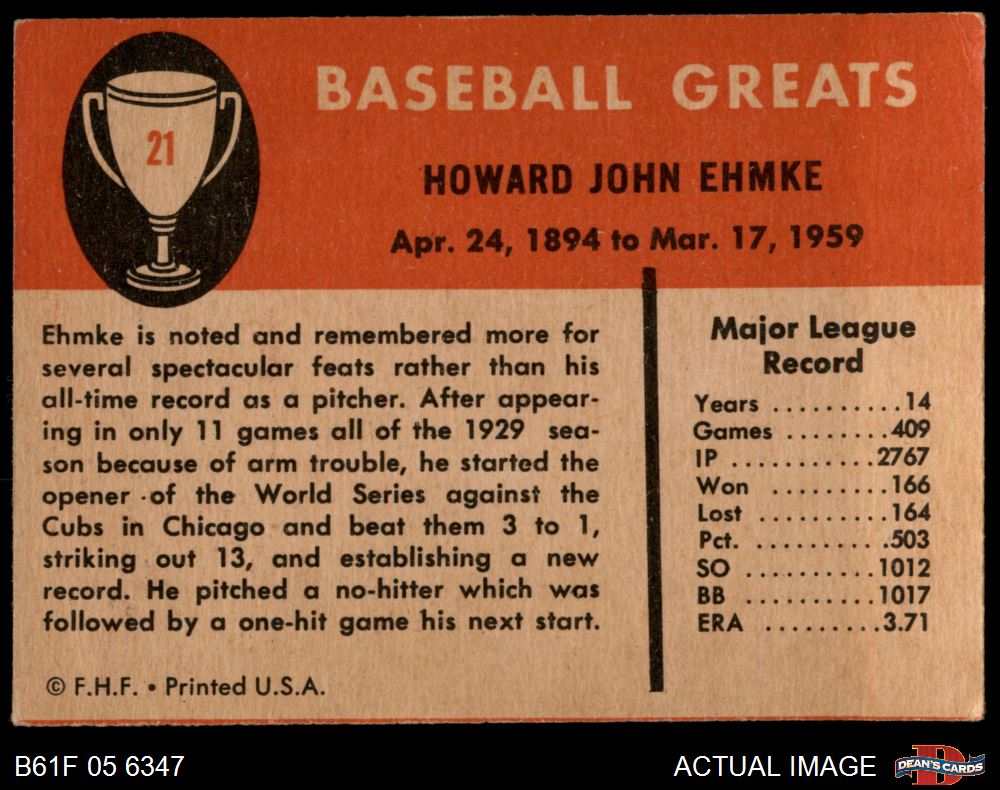 21
BASEBALL GREATS
HOWARD JOHN EHMKE
Apr. 24, 1894 to Mar. 17, 1959
Ehmke is noted and remembered more for
several spectacular feats rather than his
all-time record as a pitcher. After appear-
ing in only 11 games all of the 1929 sea-
son because of arm trouble, he started the
opener of the World Series against the
Cubs in Chicago and beat them 3 to 1,
striking out 13, and establishing a new
record. He pitched a no-hitter which was
followed by a one-hit game his next start.
© F.H.F. • Printed U.S.A.
Major League
Record
Years ..........14
Games ........409
IP ...........2767
Won .........166
Lost .........164
Pct. ..........503
SO ..........1012
BB ..........1017
ERA .........3.71
B61F 05 6347
ACTUAL IMAGE
DEAN'S CARDS